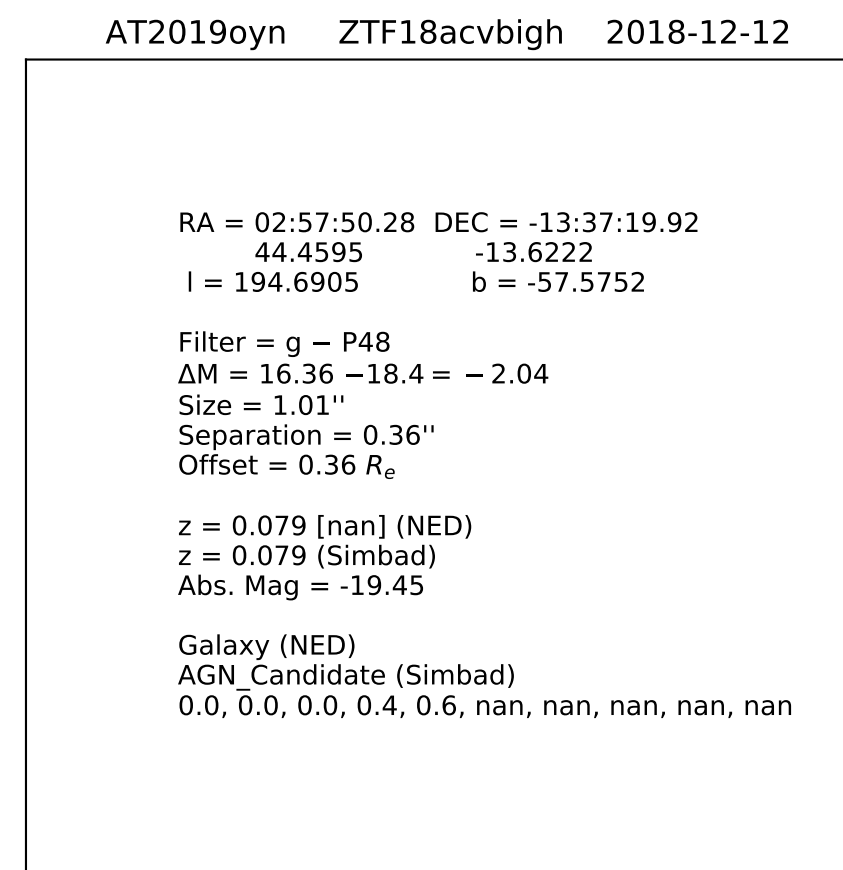 AT2019oyn ZTF18acvbigh 2018-12-12
RA = 02:57:50.28 DEC = -13:37:19.92
44.4595 -13.6222
l = 194.6905 b = -57.5752
Filter = g − P48
ΔM = 16.36 −18.4 = − 2.04
Size = 1.01''
Separation = 0.36''
Offset = 0.36 Re
z = 0.079 [nan] (NED)
z = 0.079 (Simbad)
Abs. Mag = -19.45
Galaxy (NED)
AGN_Candidate (Simbad)
0.0, 0.0, 0.0, 0.4, 0.6, nan, nan, nan, nan, nan